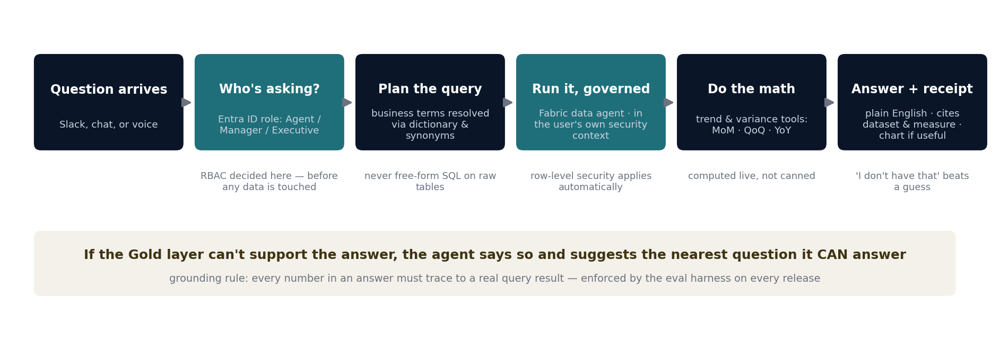 Question arrives
Slack, chat, or voice
Who's asking?
Entra ID role: Agent /
Manager / Executive
RBAC decided here — before
any data is touched
Plan the query
business terms resolved
via dictionary &
synonyms
never free-form SQL on raw
tables
Run it, governed
Fabric data agent · in
the user's own security
context
row-level security applies
automatically
Do the math
trend & variance tools:
MoM · QoQ · YoY
computed live, not canned
Answer + receipt
plain English · cites
dataset & measure ·
chart if useful
'I don't have that' beats
a guess
If the Gold layer can't support the answer, the agent says so and suggests the nearest question it CAN answer
grounding rule: every number in an answer must trace to a real query result — enforced by the eval harness on every release